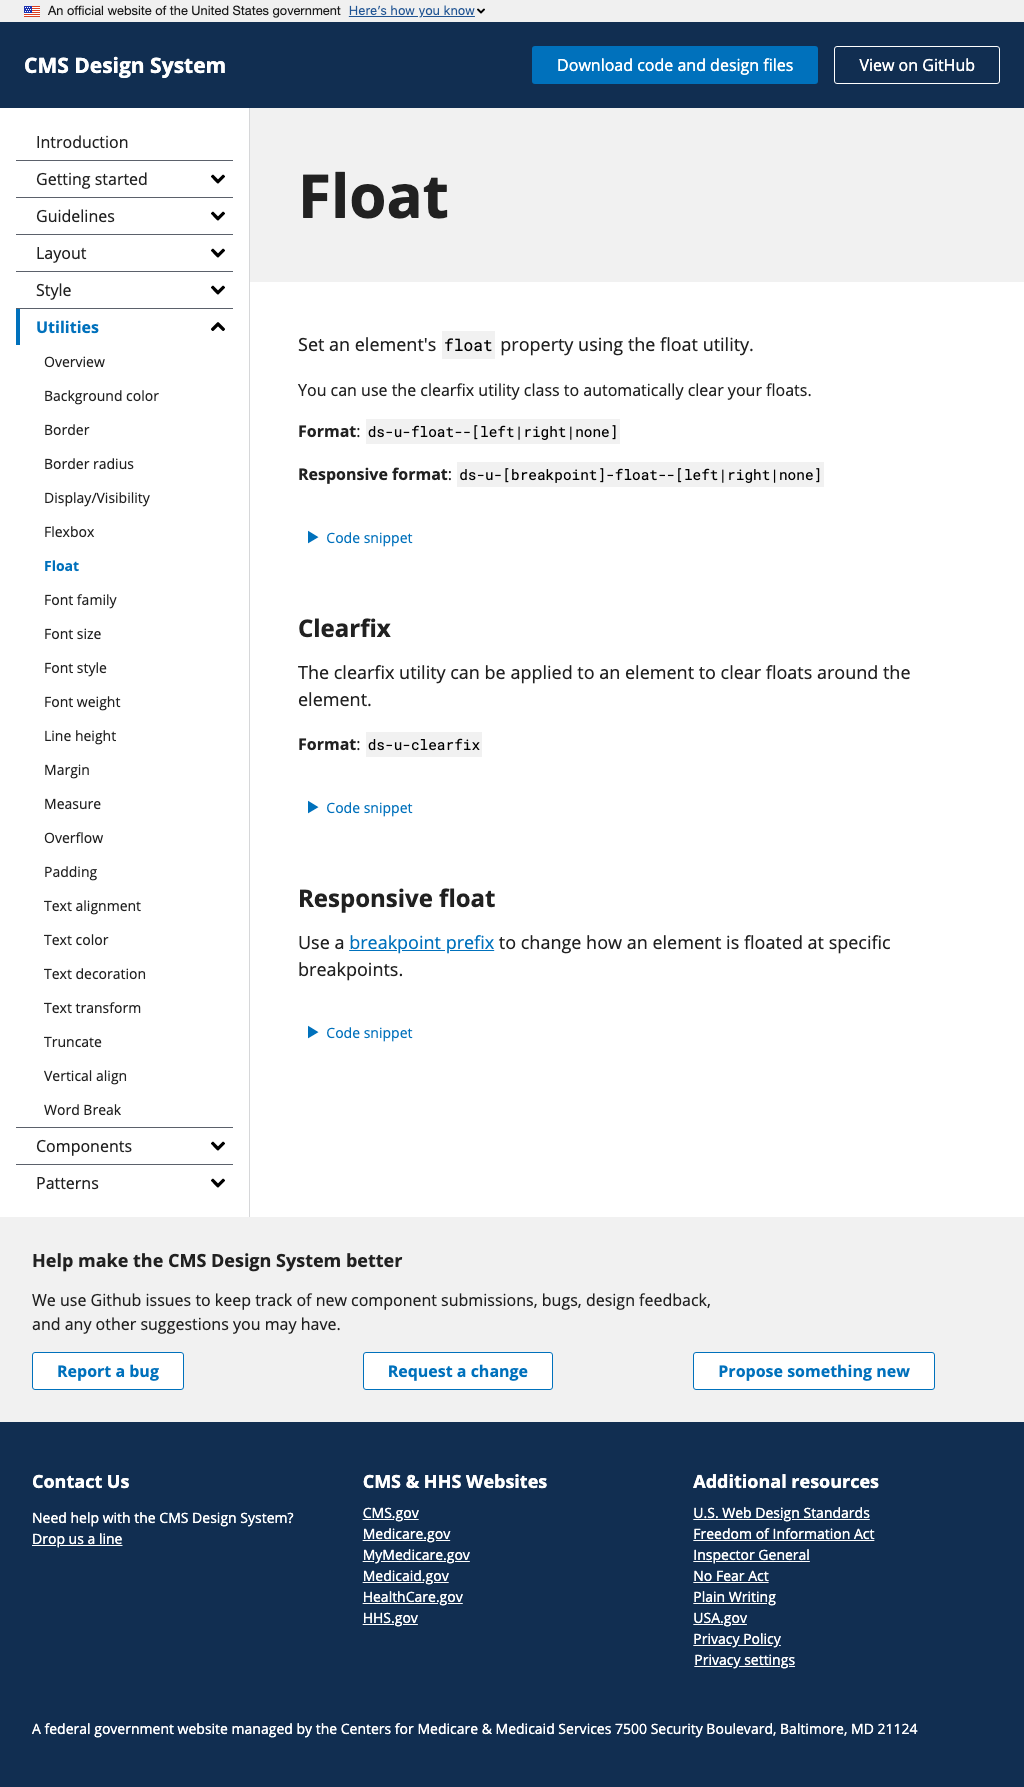 An official website of the United States government Here's how you know
CMS Design System
Download code and design files
View on GitHub
Introduction
Getting started
Guidelines
Layout
Style
Utilities
Overview
Background color
Border
Border radius
Display/Visibility
Flexbox
Float
Font family
Font size
Font style
Font weight
Line height
Margin
Measure
Overflow
Padding
Text alignment
Text color
Text decoration
Text transform
Truncate
Vertical align
Word Break
Components
Patterns
Float
Set an element's float property using the float utility.
You can use the clearfix utility class to automatically clear your floats.
Format: ds-u-float--[left|right|none]
Responsive format: ds-u-[breakpoint]-float--[left|right|none]
Code snippet
Clearfix
The clearfix utility can be applied to an element to clear floats around the
element.
Format: ds-u-clearfix
Code snippet
Responsive float
Use a breakpoint prefix to change how an element is floated at specific
breakpoints.
Code snippet
Help make the CMS Design System better
We use Github issues to keep track of new component submissions, bugs, design feedback,
and any other suggestions you may have.
Report a bug
Request a change
Propose something new
Contact Us
Need help with the CMS Design System?
Drop us a line
CMS & HHS Websites
CMS.gov
Medicare.gov
MyMedicare.gov
Medicaid.gov
HealthCare.gov
HHS.gov
Additional resources
U.S. Web Design Standards
Freedom of Information Act
Inspector General
No Fear Act
Plain Writing
USA.gov
Privacy Policy
Privacy settings
A federal government website managed by the Centers for Medicare & Medicaid Services 7500 Security Boulevard, Baltimore, MD 21124